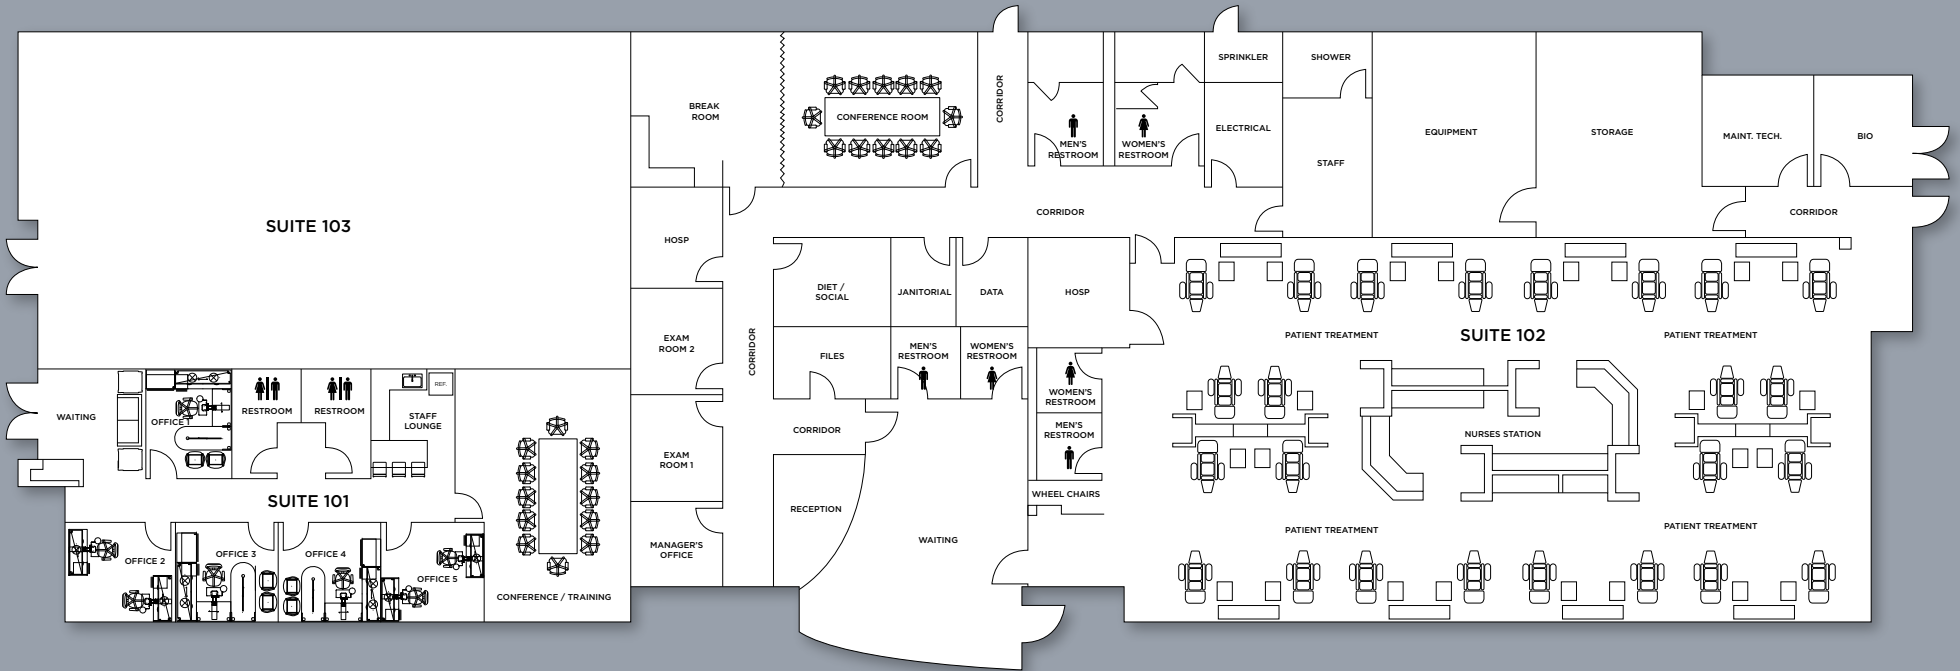 SUITE 103
BREAK
ROOM
CONFERENCE ROOM
CORRIDOR
MEN'S
RESTROOM
WOMEN'S
RESTROOM
SPRINKLER
ELECTRICAL
SHOWER
STAFF
EQUIPMENT
STORAGE
MAINT. TECH.
BIO
CORRIDOR
CORRIDOR
HOSP
EXAM
ROOM 2
EXAM
ROOM 1
MANAGER'S
OFFICE
CORRIDOR
DIET /
SOCIAL
JANITORIAL
DATA
HOSP
FILES
MEN'S
RESTROOM
WOMEN'S
RESTROOM
WOMEN'S
RESTROOM
MEN'S
RESTROOM
WHEEL CHAIRS
CORRIDOR
RECEPTION
WAITING
PATIENT TREATMENT
SUITE 102
PATIENT TREATMENT
NURSES STATION
PATIENT TREATMENT
PATIENT TREATMENT
WAITING
OFFICE 1
RESTROOM
RESTROOM
REF.
STAFF
LOUNGE
SUITE 101
OFFICE 2
OFFICE 3
OFFICE 4
OFFICE 5
CONFERENCE / TRAINING